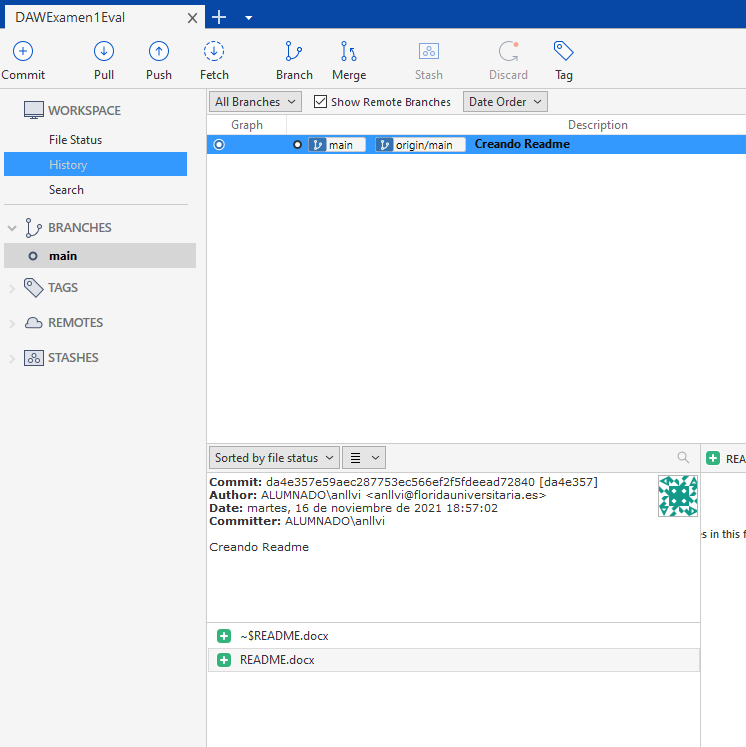 DAWExamen1Eval
Commit Pull Push Fetch Branch Merge Stash Discard Tag
WORKSPACE
File Status
History
Search
BRANCHES
main
TAGS
REMOTES
STASHES
All Branches Show Remote Branches Date Order
Graph Description
main origin/main Creando Readme
Sorted by file status
Commit: da4e357e59aec287753ec566ef2f5fdeead72840 [da4e357]
Author: ALUMNADO\anllvi <anllvi@floridauniversitaria.es>
Date: martes, 16 de noviembre de 2021 18:57:02
Committer: ALUMNADO\anllvi
Creando Readme
~$README.docx
README.docx
REA
s in this f